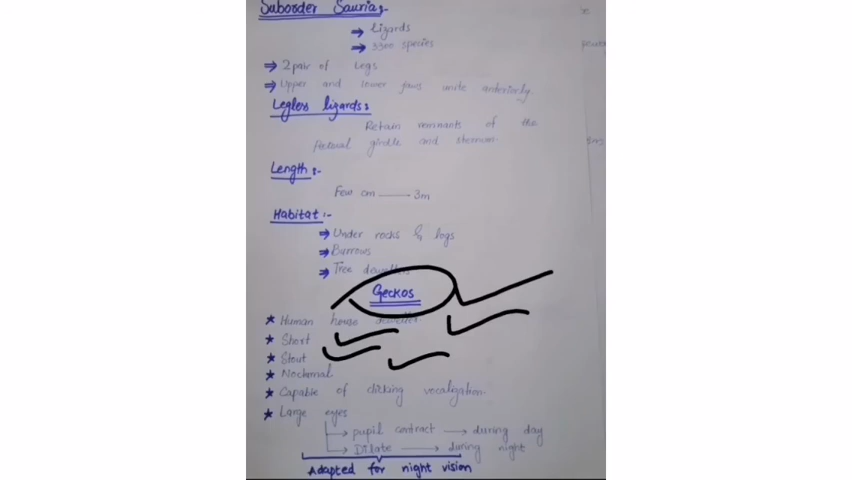 Suborder Sauria:-
⇒ Lizards
⇒ 3300 species
⇒ 2 pair of legs
⇒ Upper and lower jaws unite anteriorly.
Legless lizards:
Retain remnants of the
Pectoral girdle and sternum.
Length:-
Few cm —— 3m
Habitat:-
⇒ Under rocks & logs
⇒ Burrows
⇒ Tree dwellers
Geckos
★ Human house dwellers
★ Short
★ Stout
★ Nocturnal
★ Capable of clicking vocalization.
★ Large eyes
→ pupil contract → during day
→ Dilate → during night
Adapted for night vision